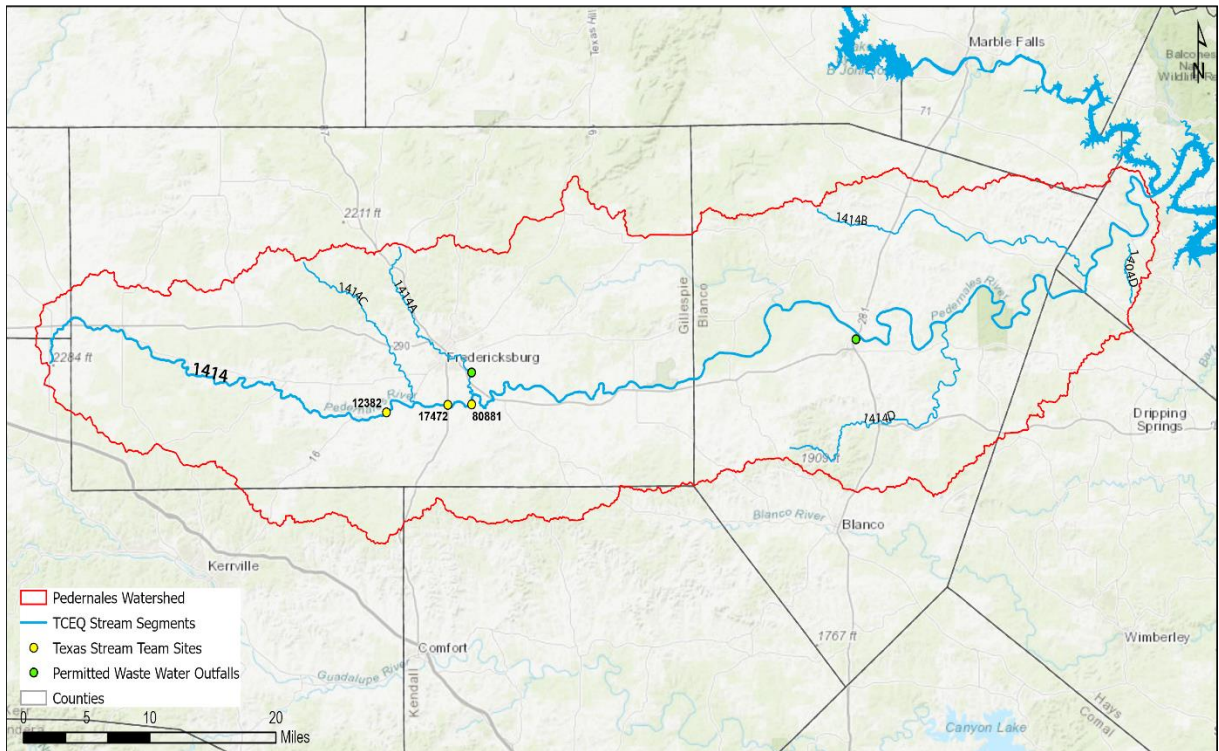 Marble Falls
N
Balcones
71
2211 ft
1414B
1414C
1414A
1404D
Gillespie
Blanco
Pedernales River
281
290
Fredericksburg
2284 ft
1414
Pedernales River
12382
17472
80881
1414D
Dripping
Springs
16
1909 ft
Blanco River
Blanco
Kerrville
Pedernales Watershed
TCEQ Stream Segments
Texas Stream Team Sites
Permitted Waste Water Outfalls
Counties
0 5 10 20
Miles
Comfort
Guadalupe River
Kendall
1767 ft
Wimberley
Hays
Comal
Canyon Lake